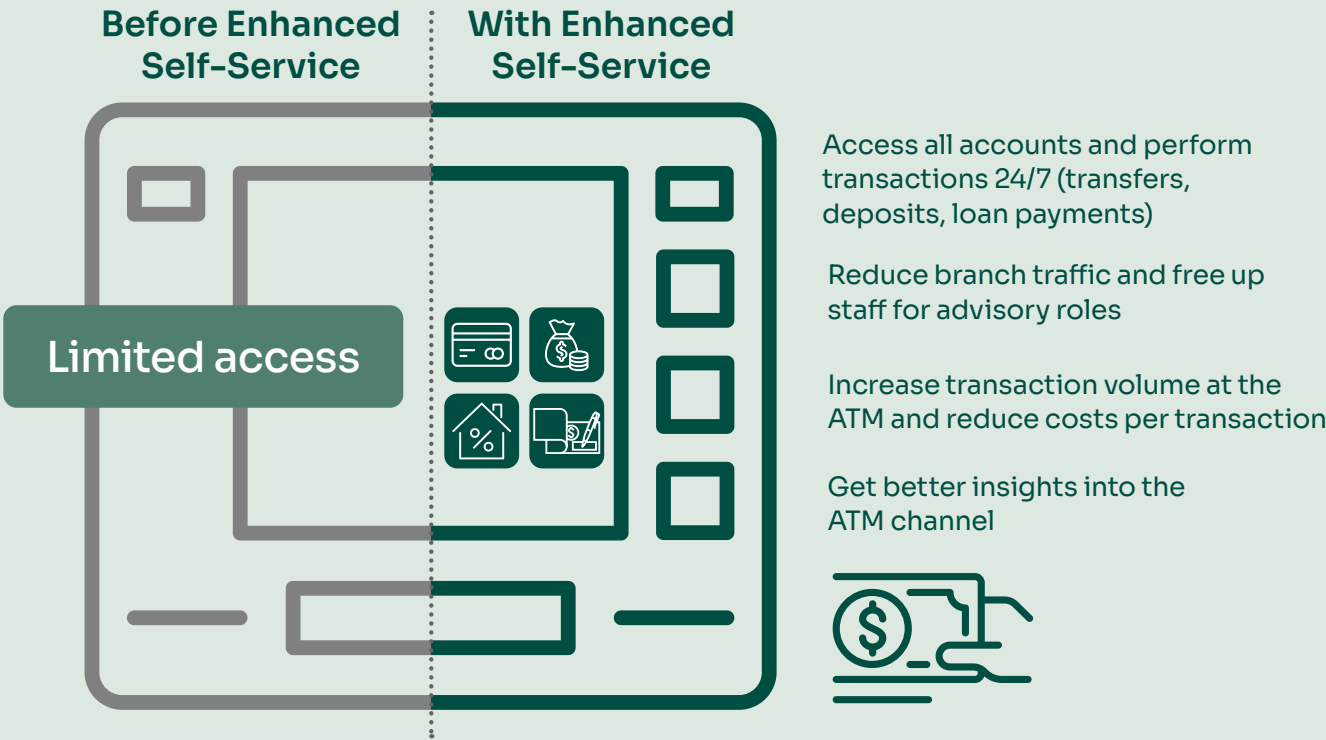 Before Enhanced
Self-Service
With Enhanced
Self-Service
Limited access
Access all accounts and perform
transactions 24/7 (transfers,
deposits, loan payments)
Reduce branch traffic and free up
staff for advisory roles
Increase transaction volume at the
ATM and reduce costs per transaction
Get better insights into the
ATM channel